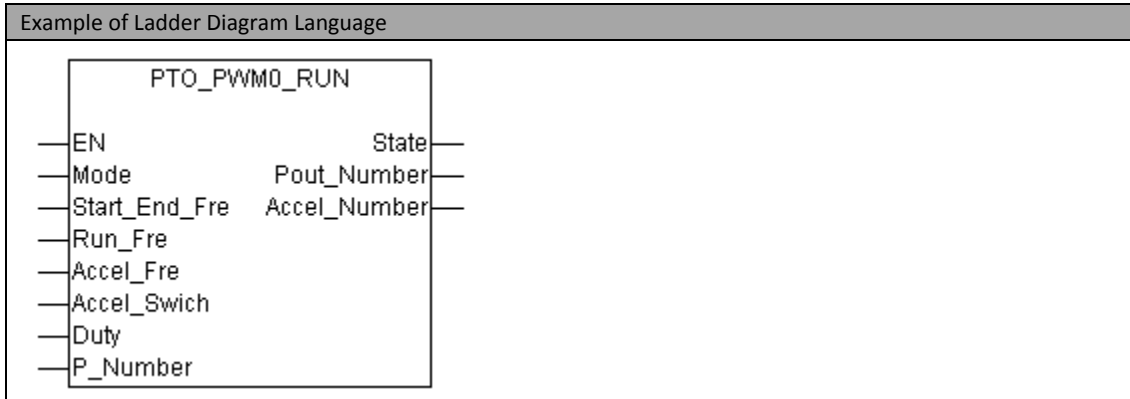 Example of Ladder Diagram Language
PTO_PWM0_RUN
EN State
Mode Pout_Number
Start_End_Fre Accel_Number
Run_Fre
Accel_Fre
Accel_Swich
Duty
P_Number